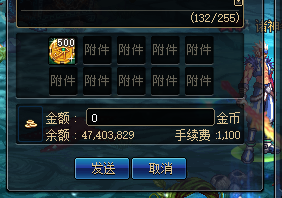 (132/255)
500 附件 附件 附件 附件
附件 附件 附件 附件 附件
金额： 0 金币
余额：47,403,829 手续费:1,100
发送 取消